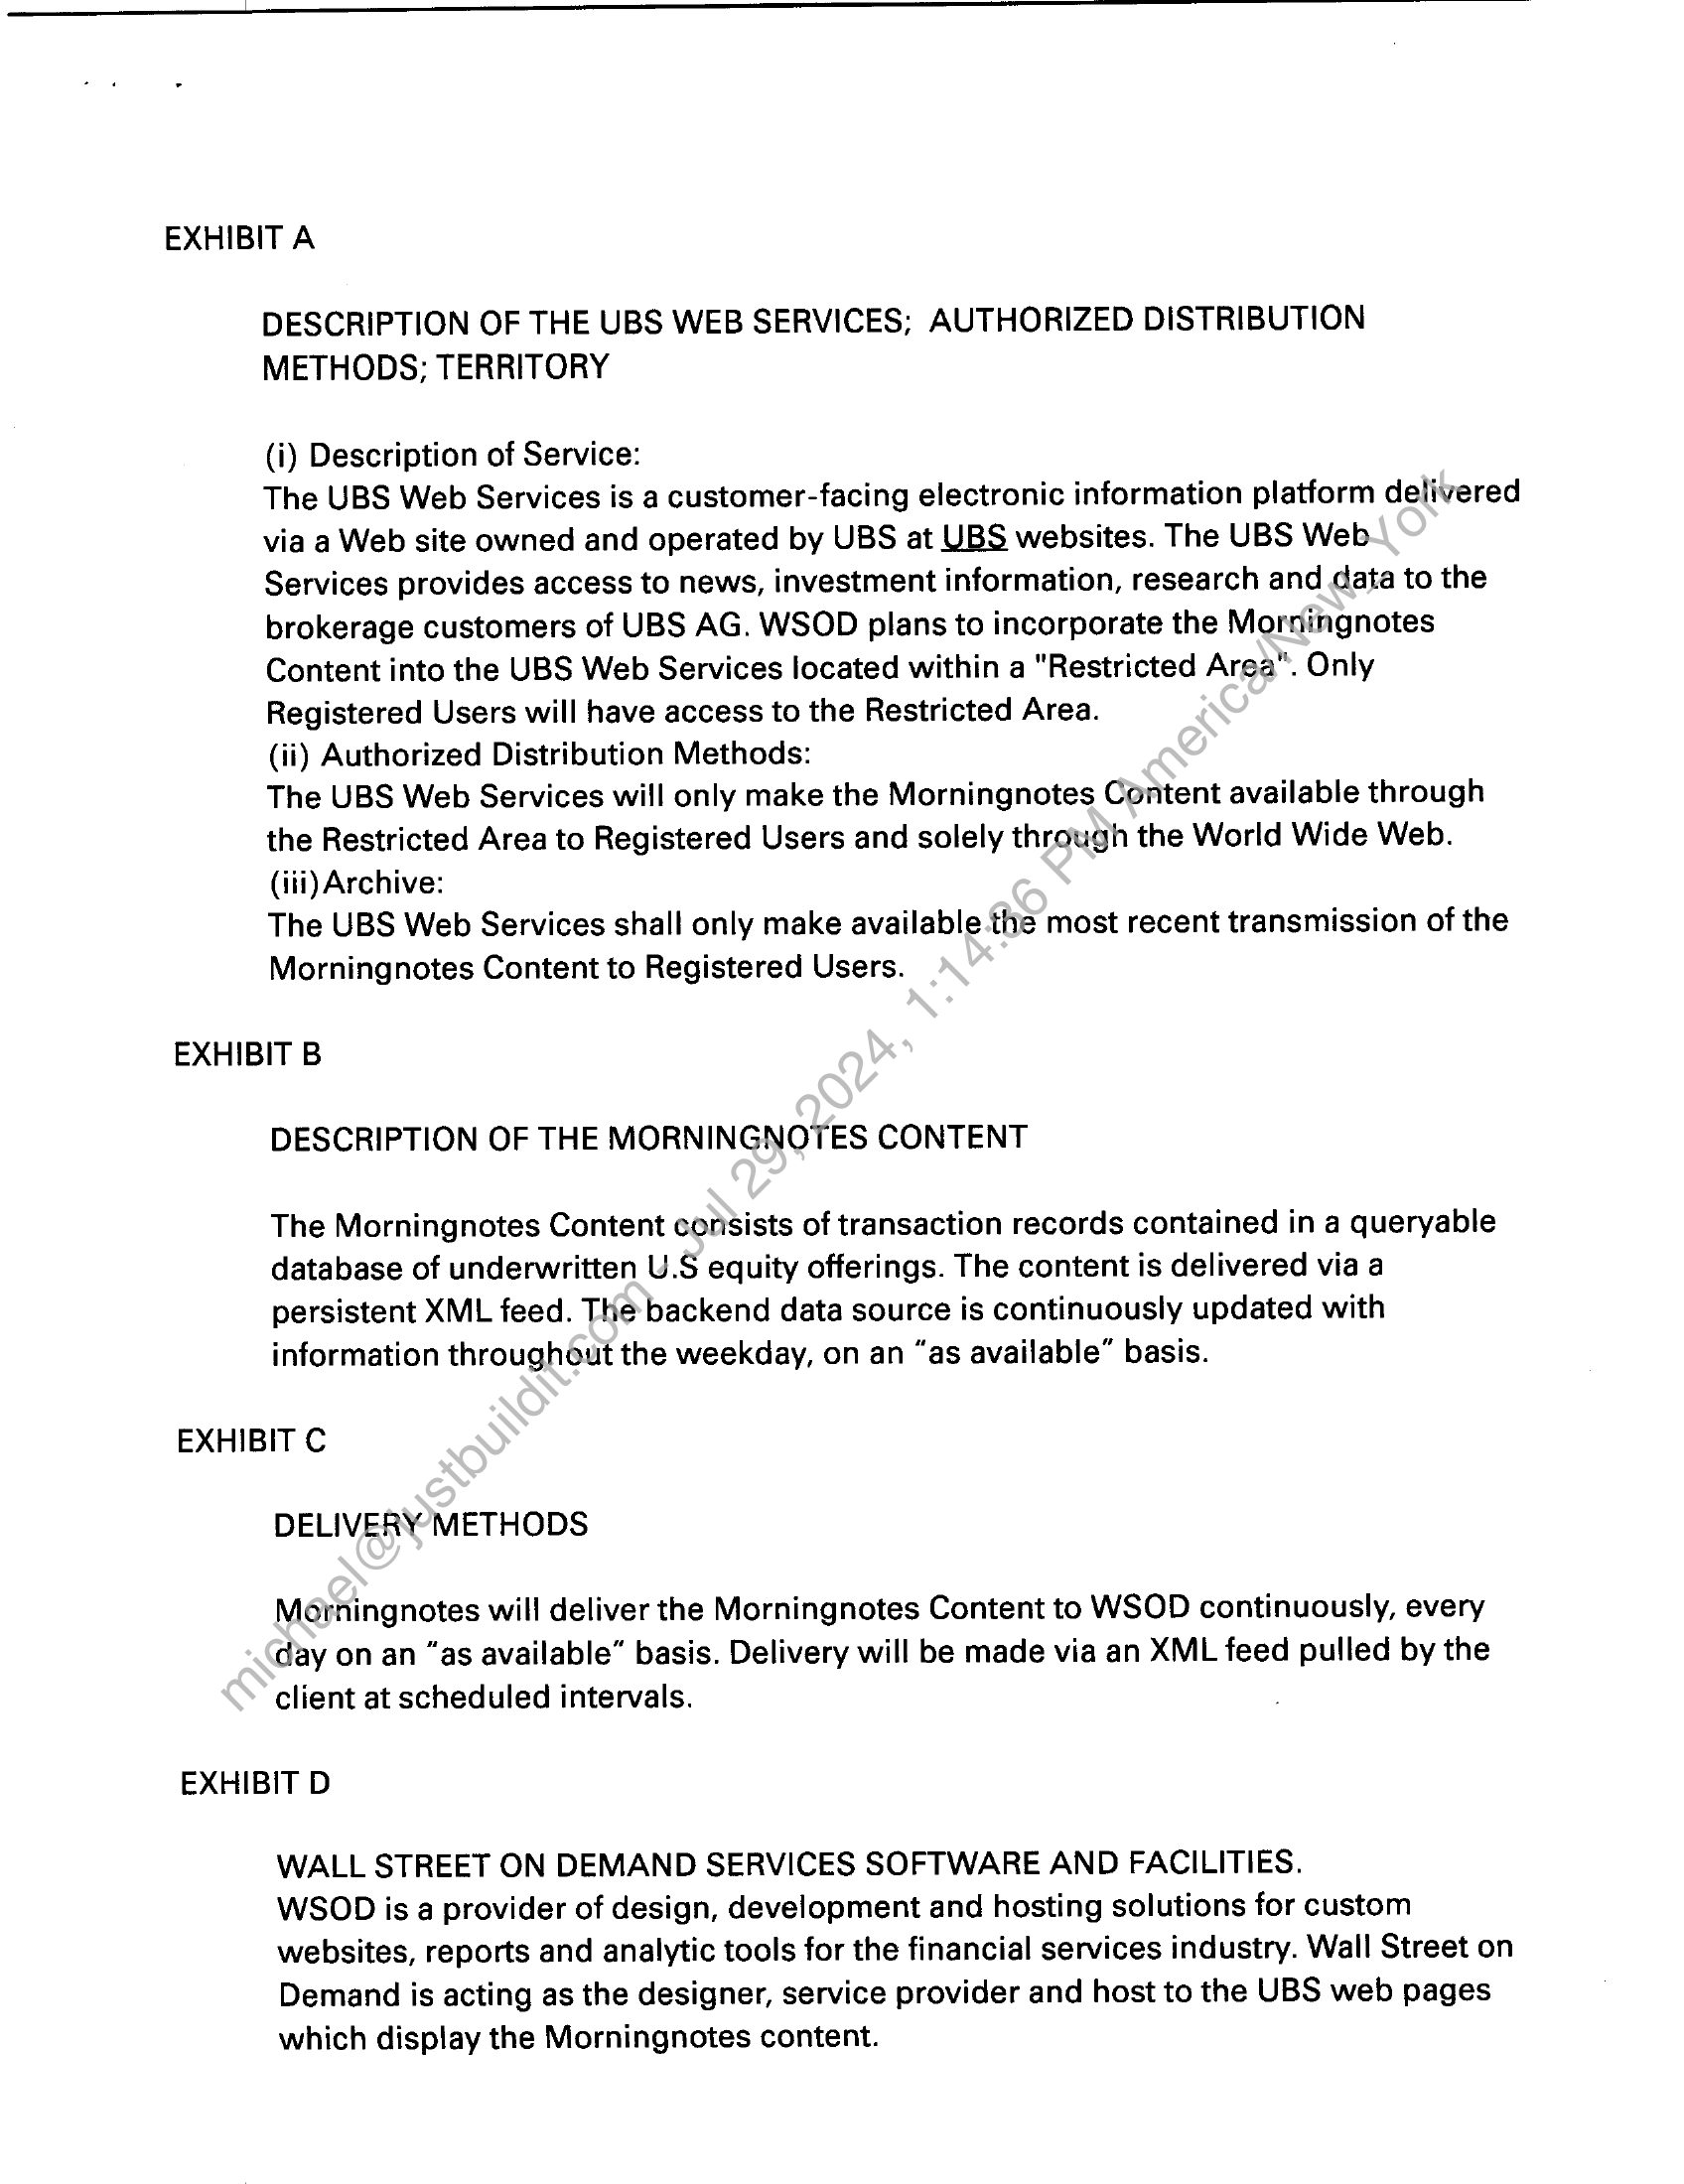 EXHIBIT A
DESCRIPTION OF THE UBS WEB SERVICES; AUTHORIZED DISTRIBUTION
METHODS; TERRITORY
(i) Description of Service:
The UBS Web Services is a customer-facing electronic information platform delivered
via a Web site owned and operated by UBS at UBS websites. The UBS Web
Services provides access to news, investment information, research and data to the
brokerage customers of UBS AG. WSOD plans to incorporate the Morningnotes
Content into the UBS Web Services located within a "Restricted Area". Only
Registered Users will have access to the Restricted Area.
(ii) Authorized Distribution Methods:
The UBS Web Services will only make the Morningnotes Content available through
the Restricted Area to Registered Users and solely through the World Wide Web.
(iii)Archive:
The UBS Web Services shall only make available the most recent transmission of the
Morningnotes Content to Registered Users.
EXHIBIT B
DESCRIPTION OF THE MORNINGNOTES CONTENT
The Morningnotes Content consists of transaction records contained in a queryable
database of underwritten U.S equity offerings. The content is delivered via a
persistent XML feed. The backend data source is continuously updated with
information throughout the weekday, on an “as available” basis.
EXHIBIT C
DELIVERY METHODS
Morningnotes will deliver the Morningnotes Content to WSOD continuously, every
day on an “as available” basis. Delivery will be made via an XML feed pulled by the
client at scheduled intervals.
EXHIBIT D
WALL STREET ON DEMAND SERVICES SOFTWARE AND FACILITIES.
WSOD is a provider of design, development and hosting solutions for custom
websites, reports and analytic tools for the financial services industry. Wall Street on
Demand is acting as the designer, service provider and host to the UBS web pages
which display the Morningnotes content.
michael@justbuildit.com - Jul 29, 2024, 1:14:36 PM America/New_York